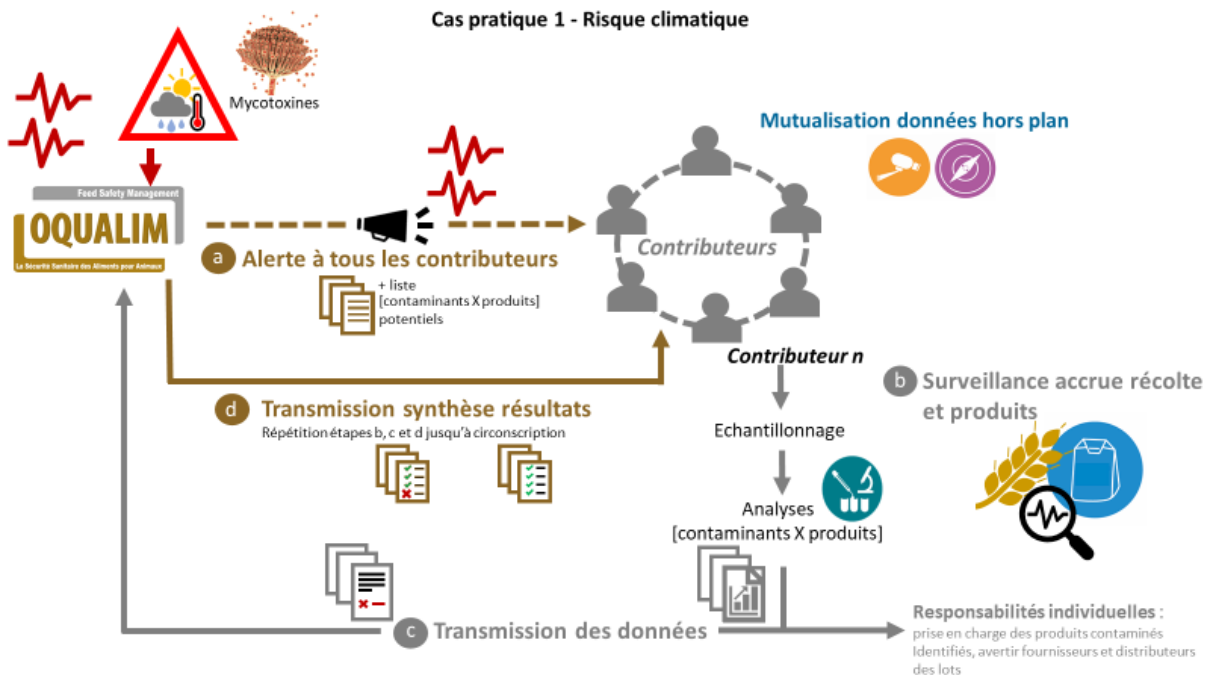 Cas pratique 1 - Risque climatique
Mycotoxines
Mutualisation données hors plan
Feed Safety Management
OQUALIM
La Sécurité Sanitaire des Aliments pour Animaux
Contributeurs
a Alerte à tous les contributeurs
+ liste
[contaminants X produits]
potentiels
Contributeur n
b Surveillance accrue récolte
et produits
d Transmission synthèse résultats
Répétition étapes b, c et d jusqu'à circonscription
Echantillonnage
Analyses
[contaminants X produits]
c Transmission des données
Responsabilités individuelles :
prise en charge des produits contaminés
Identifiés, avertir fournisseurs et distributeurs
des lots